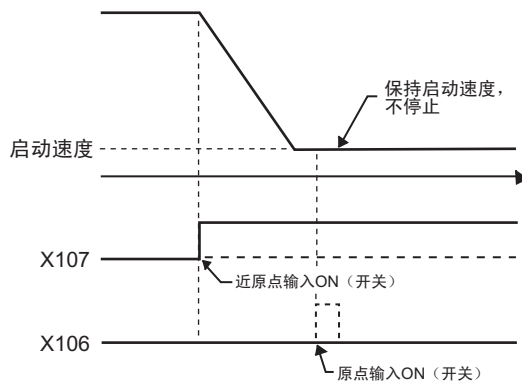 保持启动速度，
不停止
启动速度
X107
近原点输入ON（开关）
X106
原点输入ON（开关）